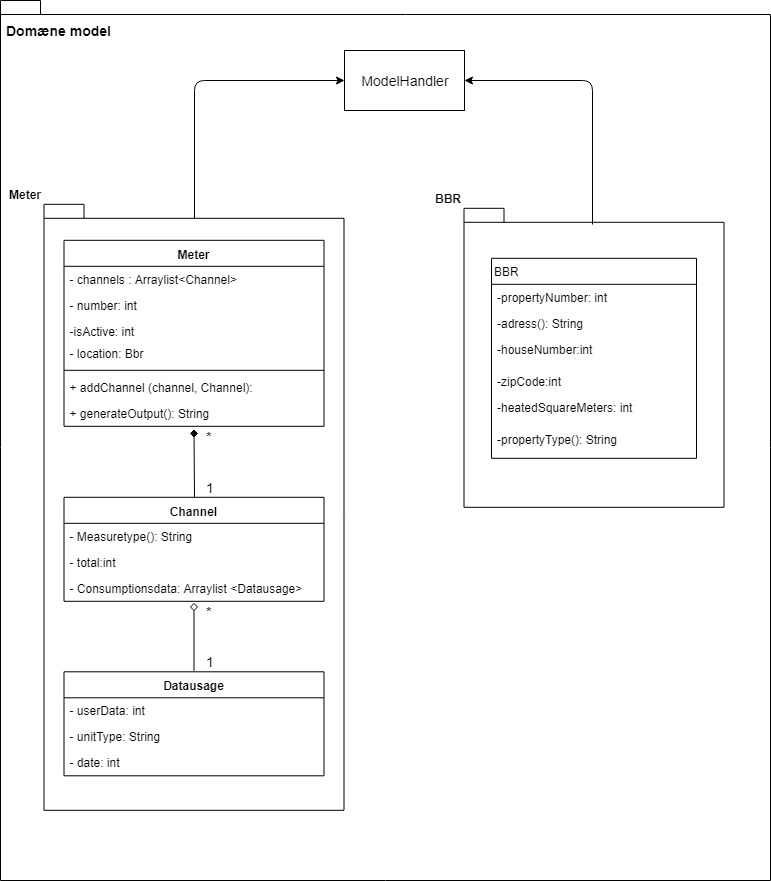 Domæne model
ModelHandler
Meter
Meter
- channels : Arraylist<Channel>
- number: int
-isActive: int
- location: Bbr
+ addChannel (channel, Channel):
+ generateOutput(): String
*
1
Channel
- Measuretype(): String
- total:int
- Consumptionsdata: Arraylist <Datausage>
*
1
Datausage
- userData: int
- unitType: String
- date: int
BBR
BBR
-propertyNumber: int
-adress(): String
-houseNumber:int
-zipCode:int
-heatedSquareMeters: int
-propertyType(): String